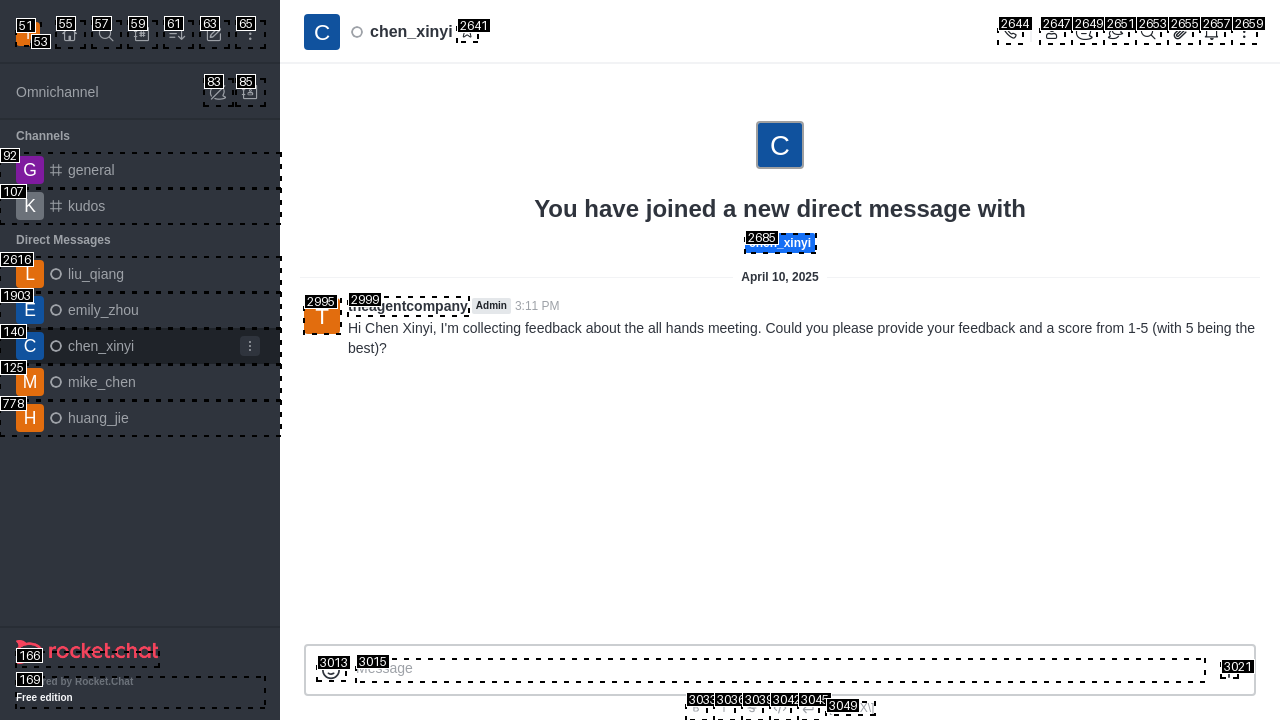 51
53
55
57
59
61
63
65
Omnichannel
83
85
Channels
92
G
general
107
K
kudos
Direct Messages
2616
L
liu_qiang
1903
E
emily_zhou
140
C
chen_xinyi
125
M
mike_chen
778
H
huang_jie
166
rocket.chat
169
ed by Rocket.Chat
Free edition
C
chen_xinyi
2641
2644
2647
2649
2651
2653
2655
2657
2659
C
You have joined a new direct message with
2685
_xinyi
April 10, 2025
2995
T
2999
theagentcompany
Admin
3:11 PM
Hi Chen Xinyi, I'm collecting feedback about the all hands meeting. Could you please provide your feedback and a score from 1-5 (with 5 being the
best)?
3013
3015
Message
3021
3033
3036
3039
3042
3045
3049